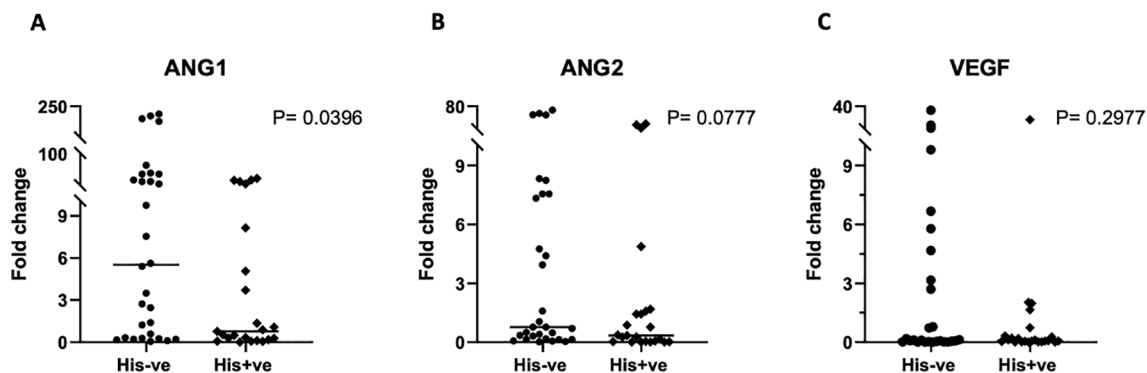 A
ANG1
P= 0.0396
Fold change
250
100
9
6
3
0
His-ve
His+ve
B
ANG2
P= 0.0777
Fold change
80
9
6
3
0
His-ve
His+ve
C
VEGF
P= 0.2977
Fold change
40
9
6
3
0
His-ve
His+ve